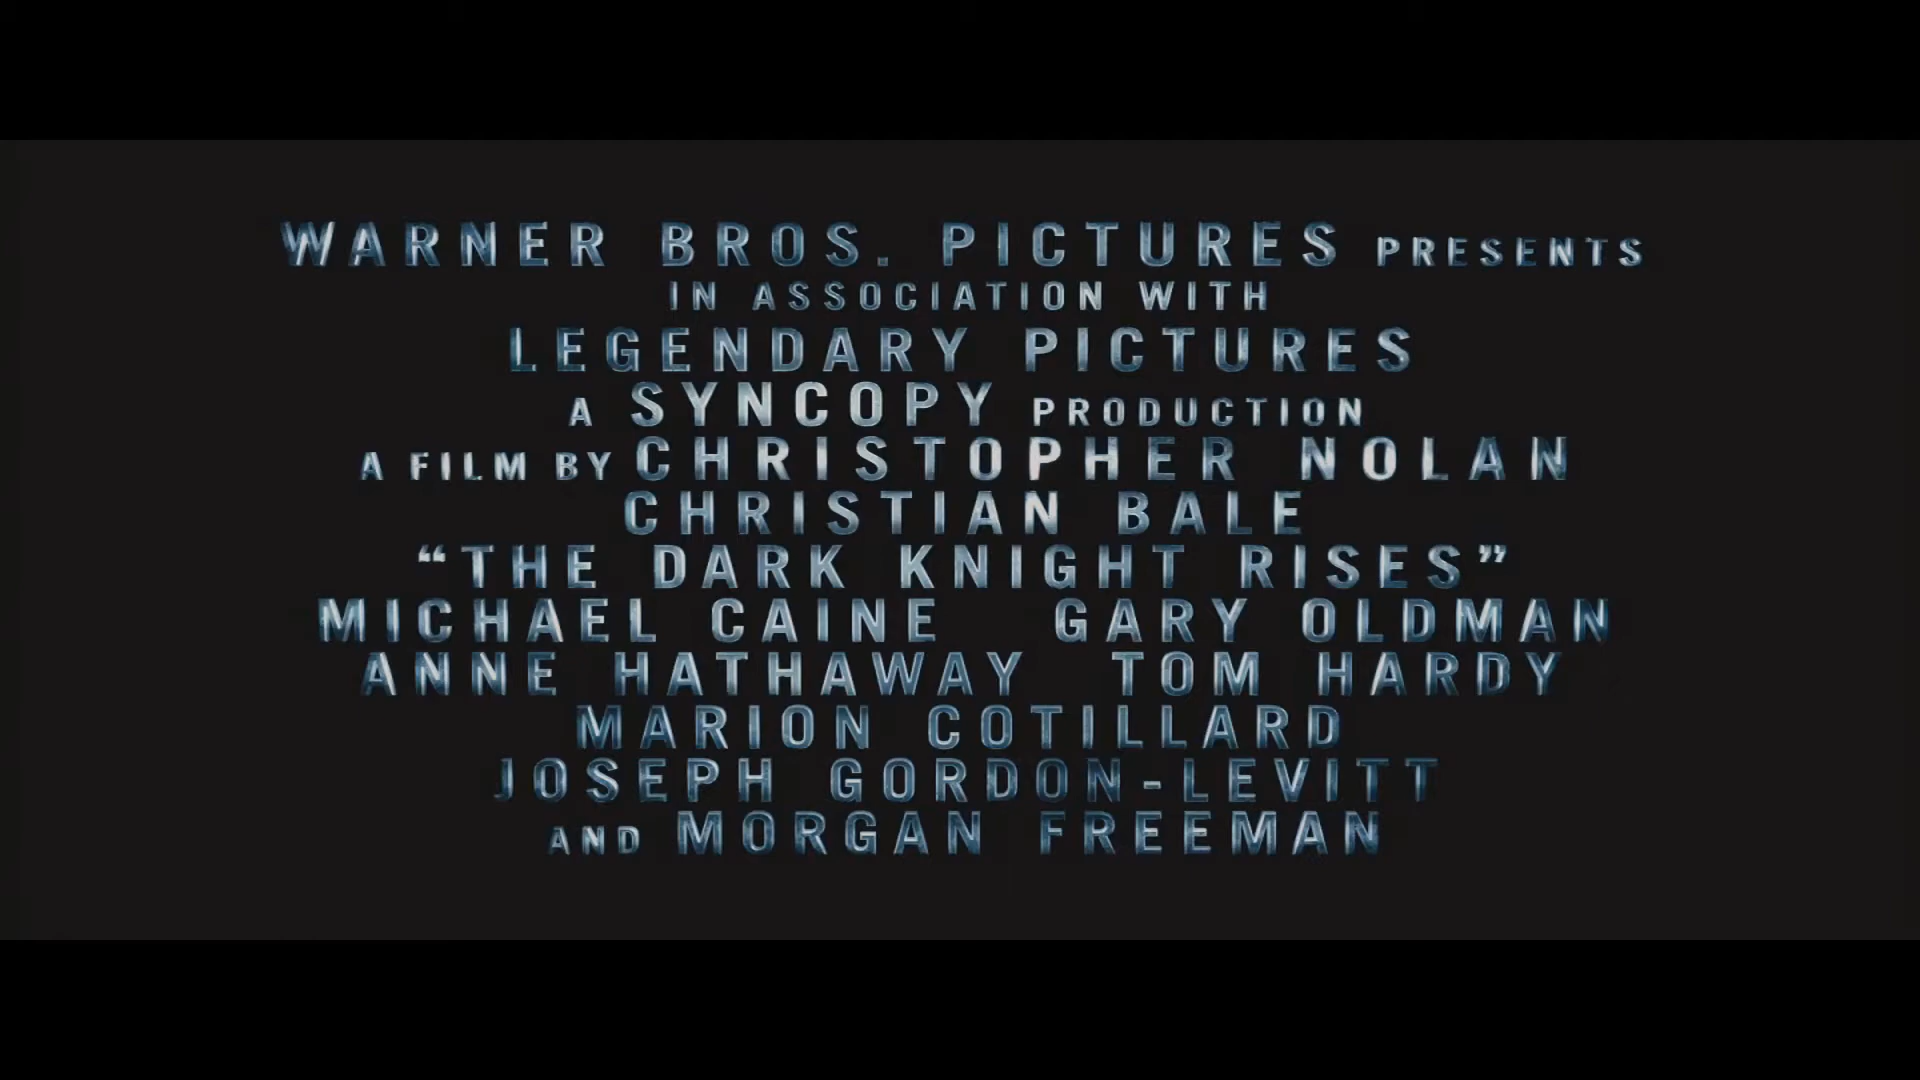 WARNER BROS. PICTURES PRESENTS
IN ASSOCIATION WITH
LEGENDARY PICTURES
A SYNCOPY PRODUCTION
A FILM BY CHRISTOPHER NOLAN
CHRISTIAN BALE
“THE DARK KNIGHT RISES”
MICHAEL CAINE GARY OLDMAN
ANNE HATHAWAY TOM HARDY
MARION COTILLARD
JOSEPH GORDON-LEVITT
AND MORGAN FREEMAN